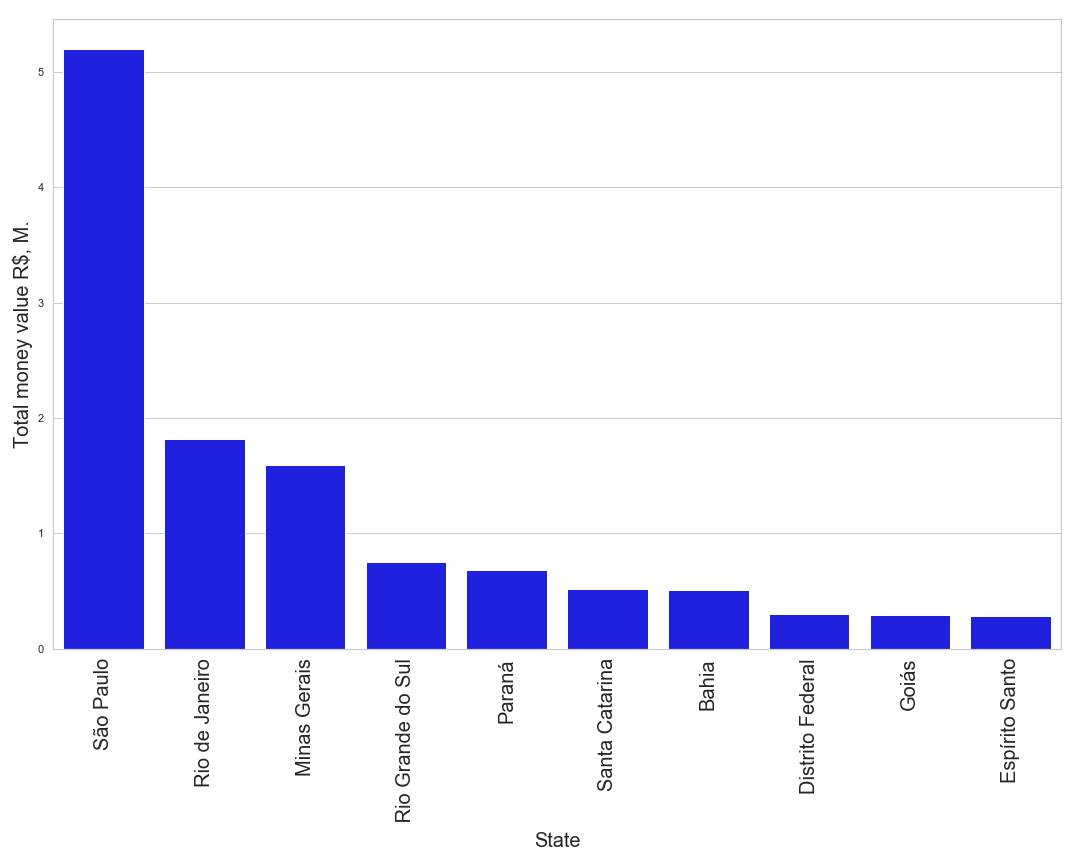 Total money value R$, M.
5
4
3
2
1
0
São Paulo
Rio de Janeiro
Minas Gerais
Rio Grande do Sul
Paraná
Santa Catarina
Bahia
Distrito Federal
Goiás
Espírito Santo
State